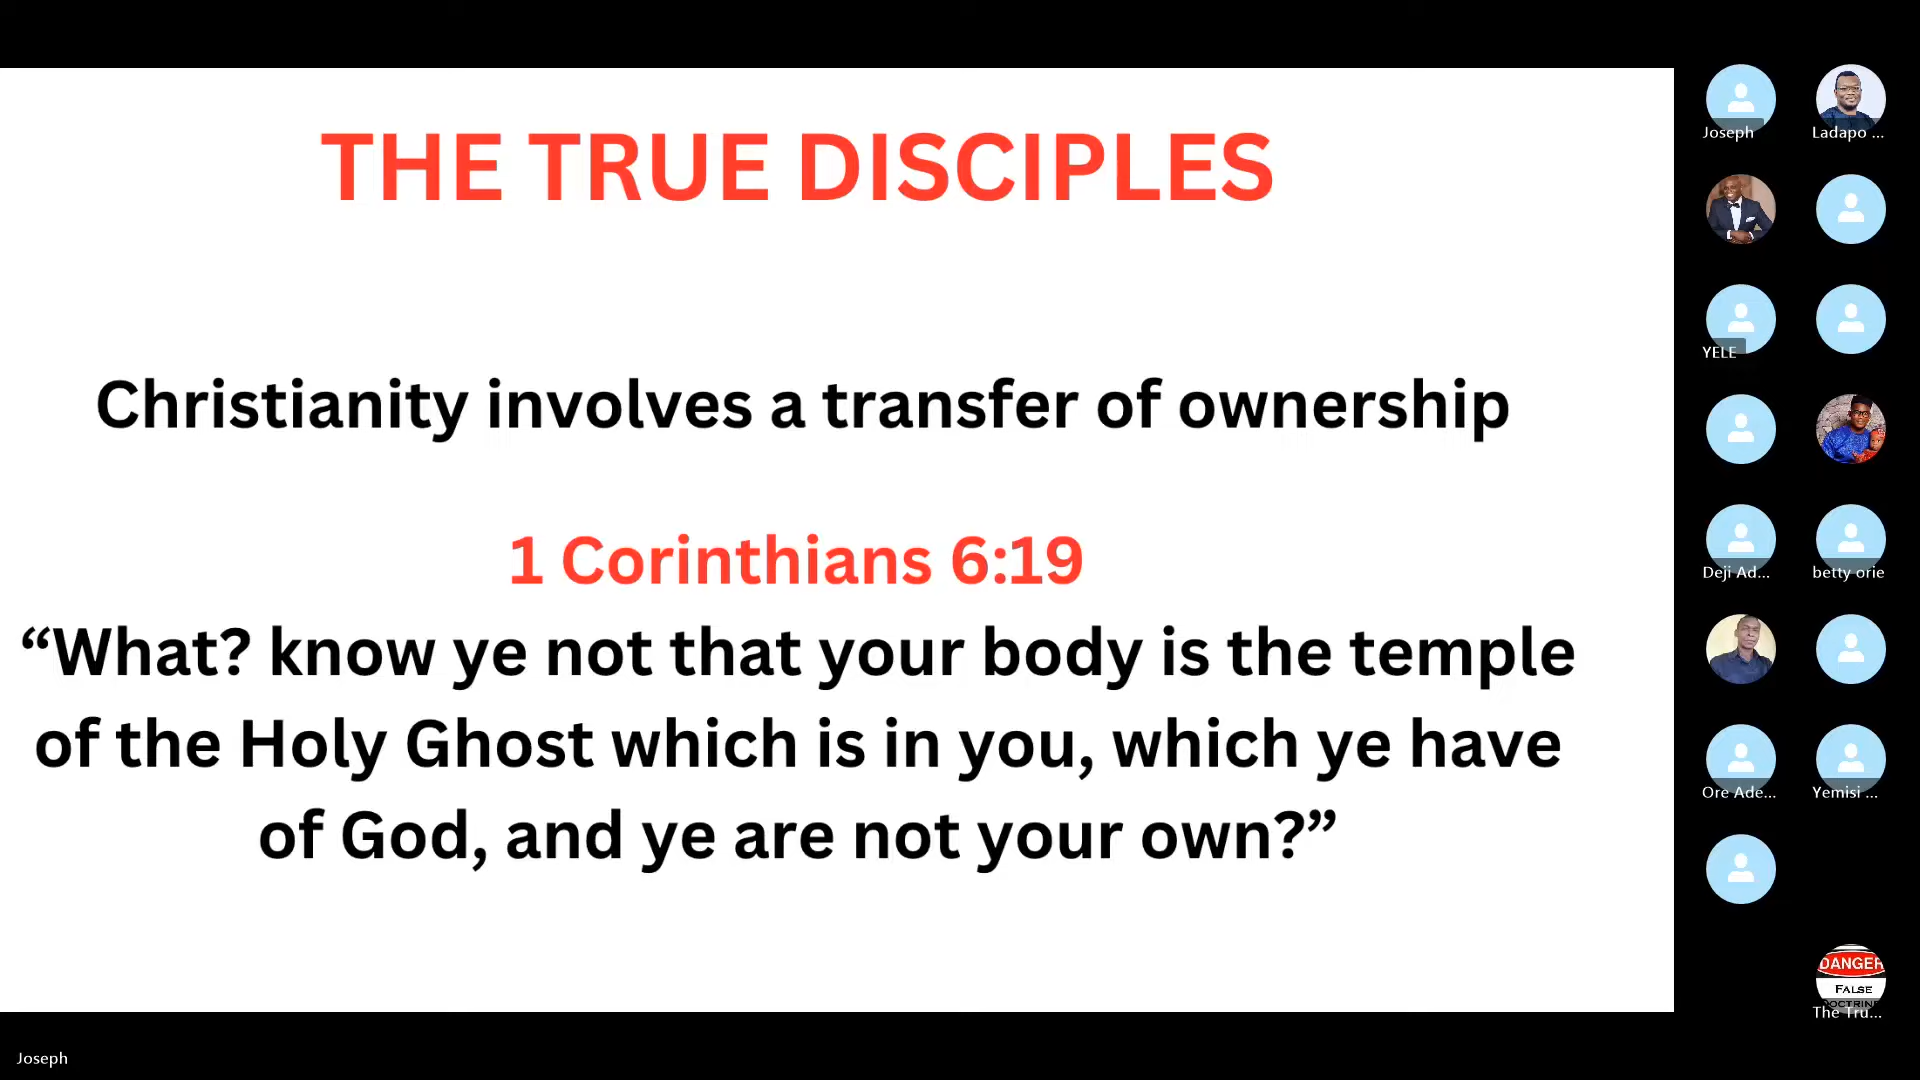 THE TRUE DISCIPLES
Christianity involves a transfer of ownership
1 Corinthians 6:19
“What? know ye not that your body is the temple
of the Holy Ghost which is in you, which ye have
of God, and ye are not your own?”
Joseph
Ladapo ...
YELE
Deji Ad...
betty orie
Ore Ade...
Yemisi ...
DANGER
FALSE
DOCTRINE
The Tru...
Joseph